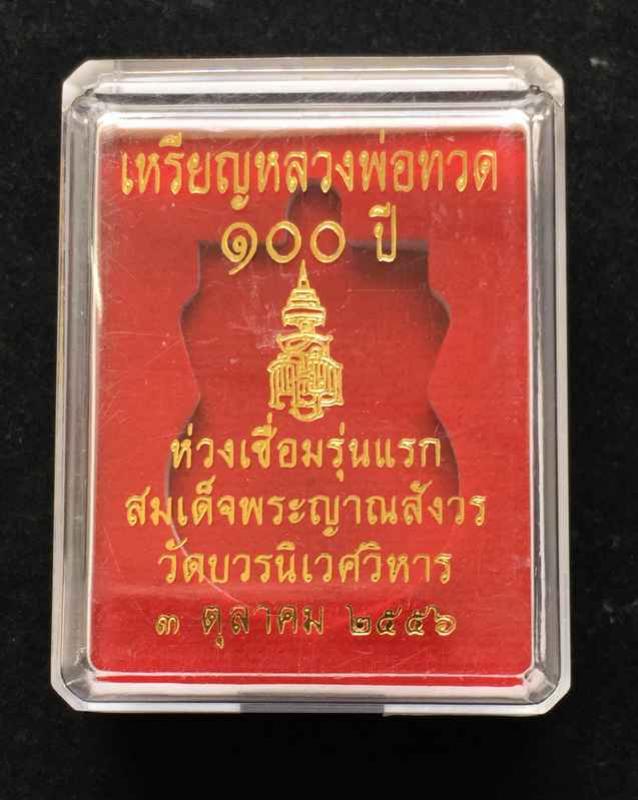 เหรียญหลวงพ่อทวด
๑๐๐ ปี
ห่วงเชื่อมรุ่นแรก
สมเด็จพระญาณสังวร
วัดบวรนิเวศวิหาร
๓ ตุลาคม ๒๕๕๖